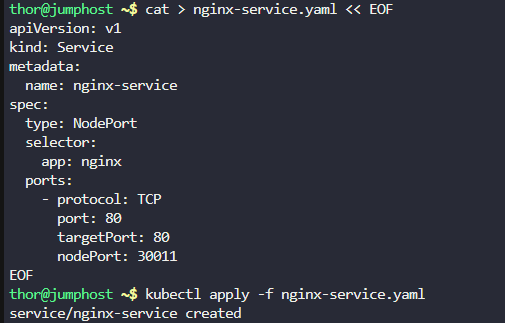 thor@jumphost ~$ cat > nginx-service.yaml << EOF
apiVersion: v1
kind: Service
metadata:
  name: nginx-service
spec:
  type: NodePort
  selector:
    app: nginx
  ports:
    - protocol: TCP
      port: 80
      targetPort: 80
      nodePort: 30011
EOF
thor@jumphost ~$ kubectl apply -f nginx-service.yaml
service/nginx-service created